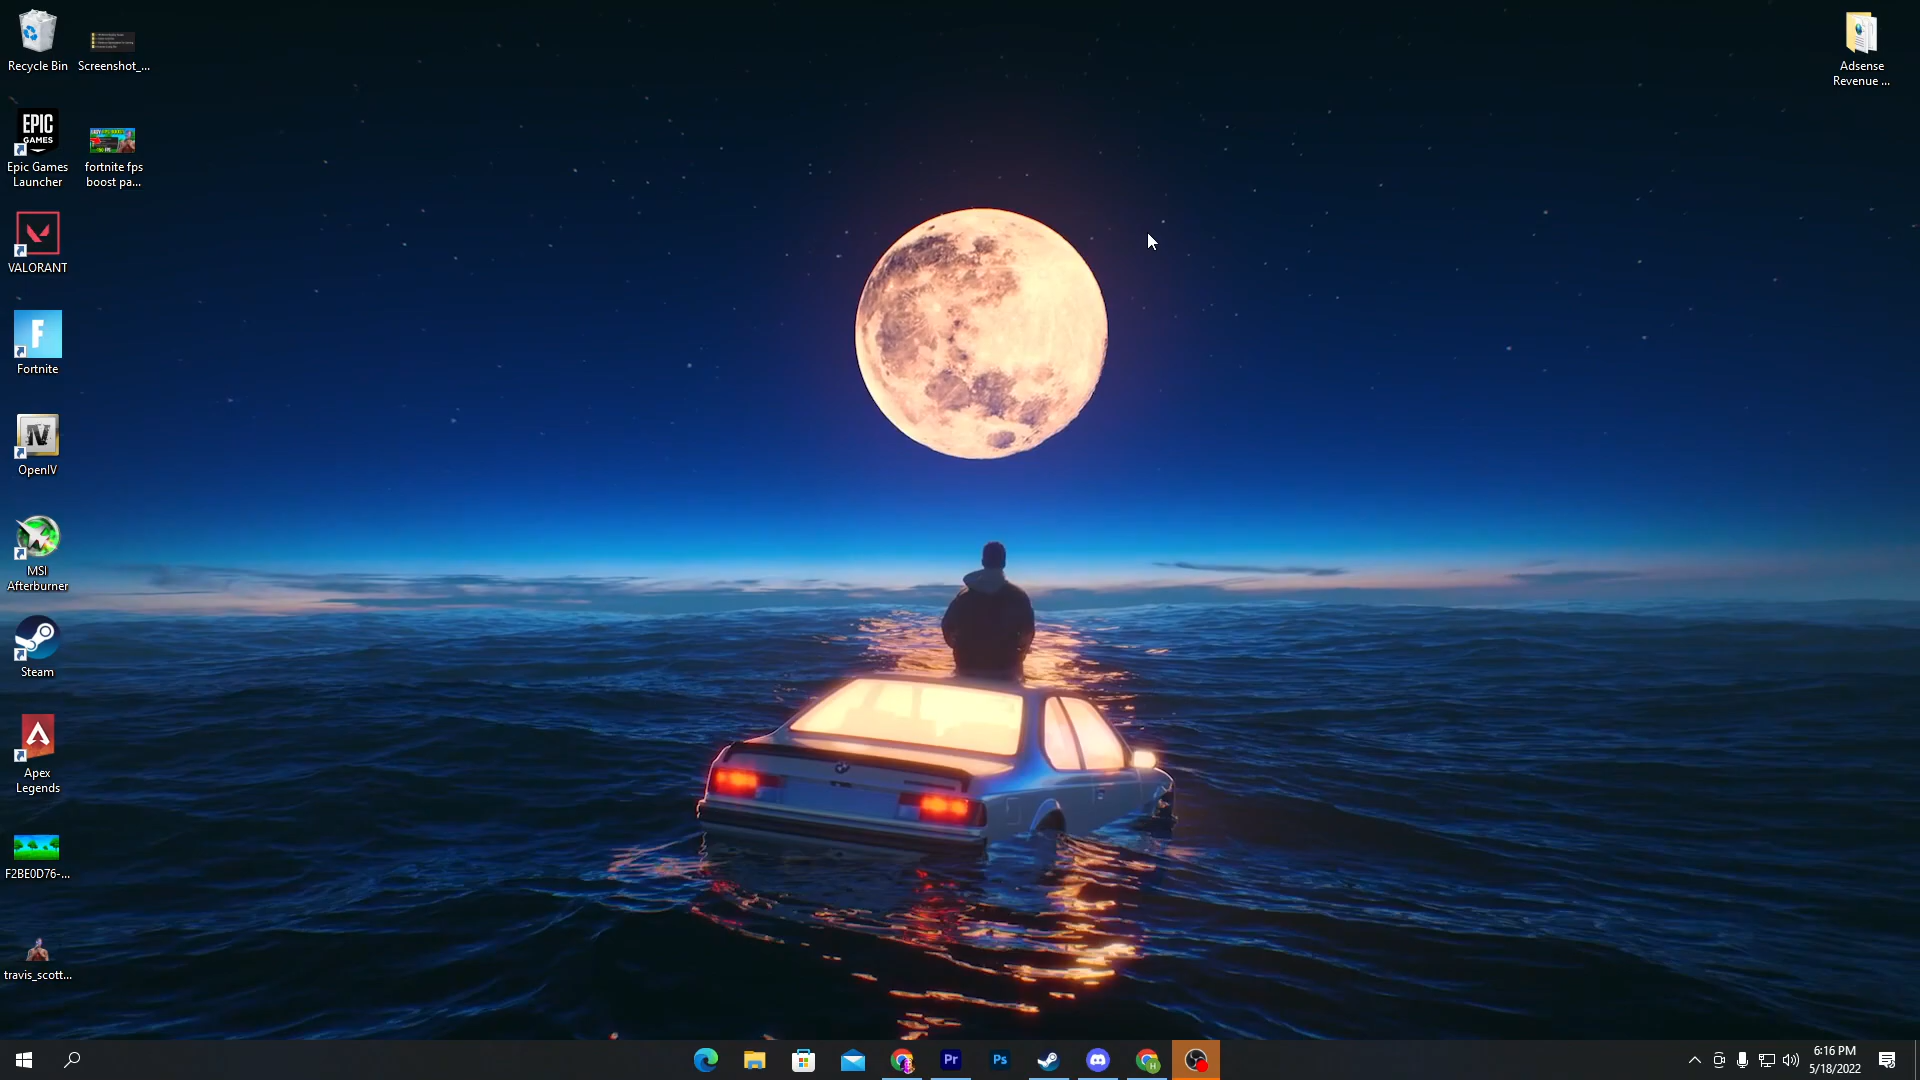 Recycle Bin
Screenshot_...
EPIC
GAMES
Epic Games
Launcher
fortnite fps
boost pa...
VALORANT
F
Fortnite
IV
OpenIV
MSI
Afterburner
Steam
Apex
Legends
F2BE0D76-...
travis_scott...
Adsense
Revenue ...
Pr
Ps
H
6:16 PM
5/18/2022